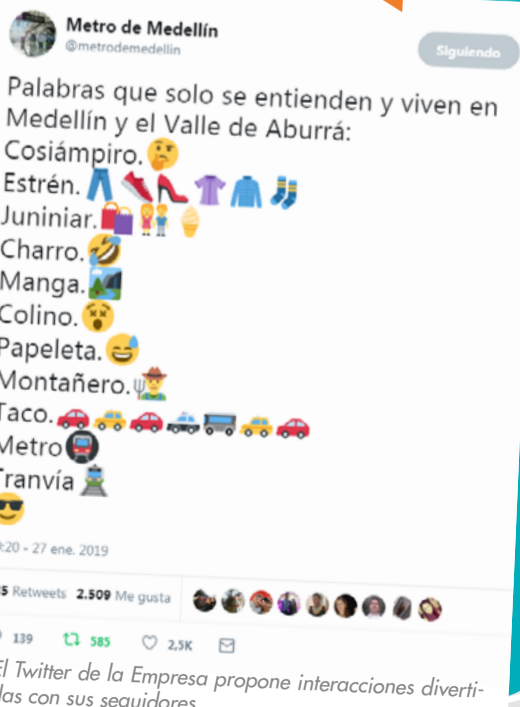 Metro de Medellín
@metrodemedellin
Siguiendo
Palabras que solo se entienden y viven en
Medellín y el Valle de Aburrá:
Cosiámpiro.🤔
Estrén.👖👟👠👚🧥🧦
Juniniar.🛍️👫🍦
Charro.🤣
Manga.🏞️
Colino.😵
Papeleta.😅
Montañero.👨‍🌾
Taco.🚗🚕🚗🚓🚐🚕🚗
Metro🚇
Tranvía🚊
😎
:20 - 27 ene. 2019
5 Retweets 2.509 Me gusta
139 585 2,5K
El Twitter de la Empresa propone interacciones diverti-
das con sus seguidores